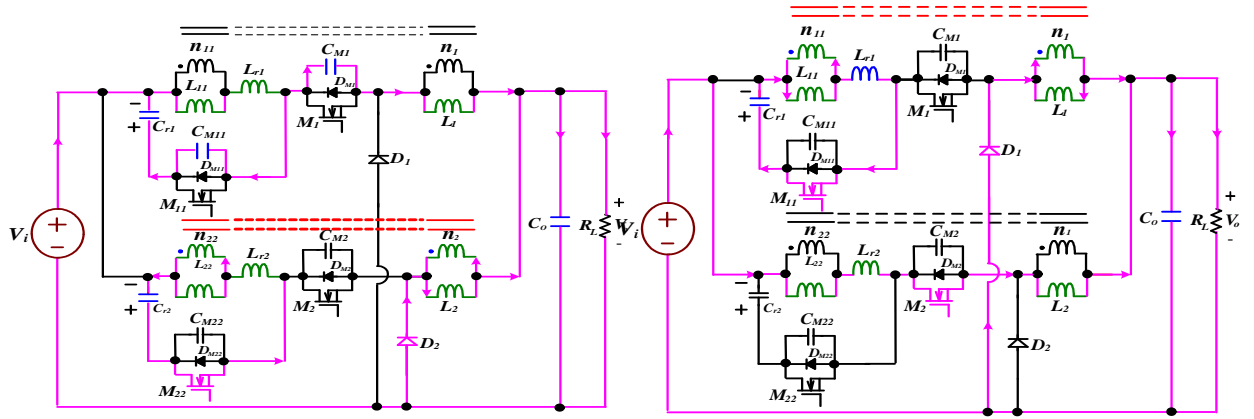 n11
CM1
n1
Lr1
L11
DM1
M1
L1
Cr1
CM11
DM11
M11
D1
Vi
n22
CM2
n2
Lr2
L22
DM2
M2
L2
Cr2
CM22
DM22
M22
D2
Co
RL
V
n11
CM1
n1
Lr1
L11
DM1
M1
L1
Cr1
CM11
DM11
M11
D1
Vi
n22
CM2
n1
Lr2
L22
DM2
M2
L2
Cr2
CM22
DM22
M22
D2
Co
RL
Vo